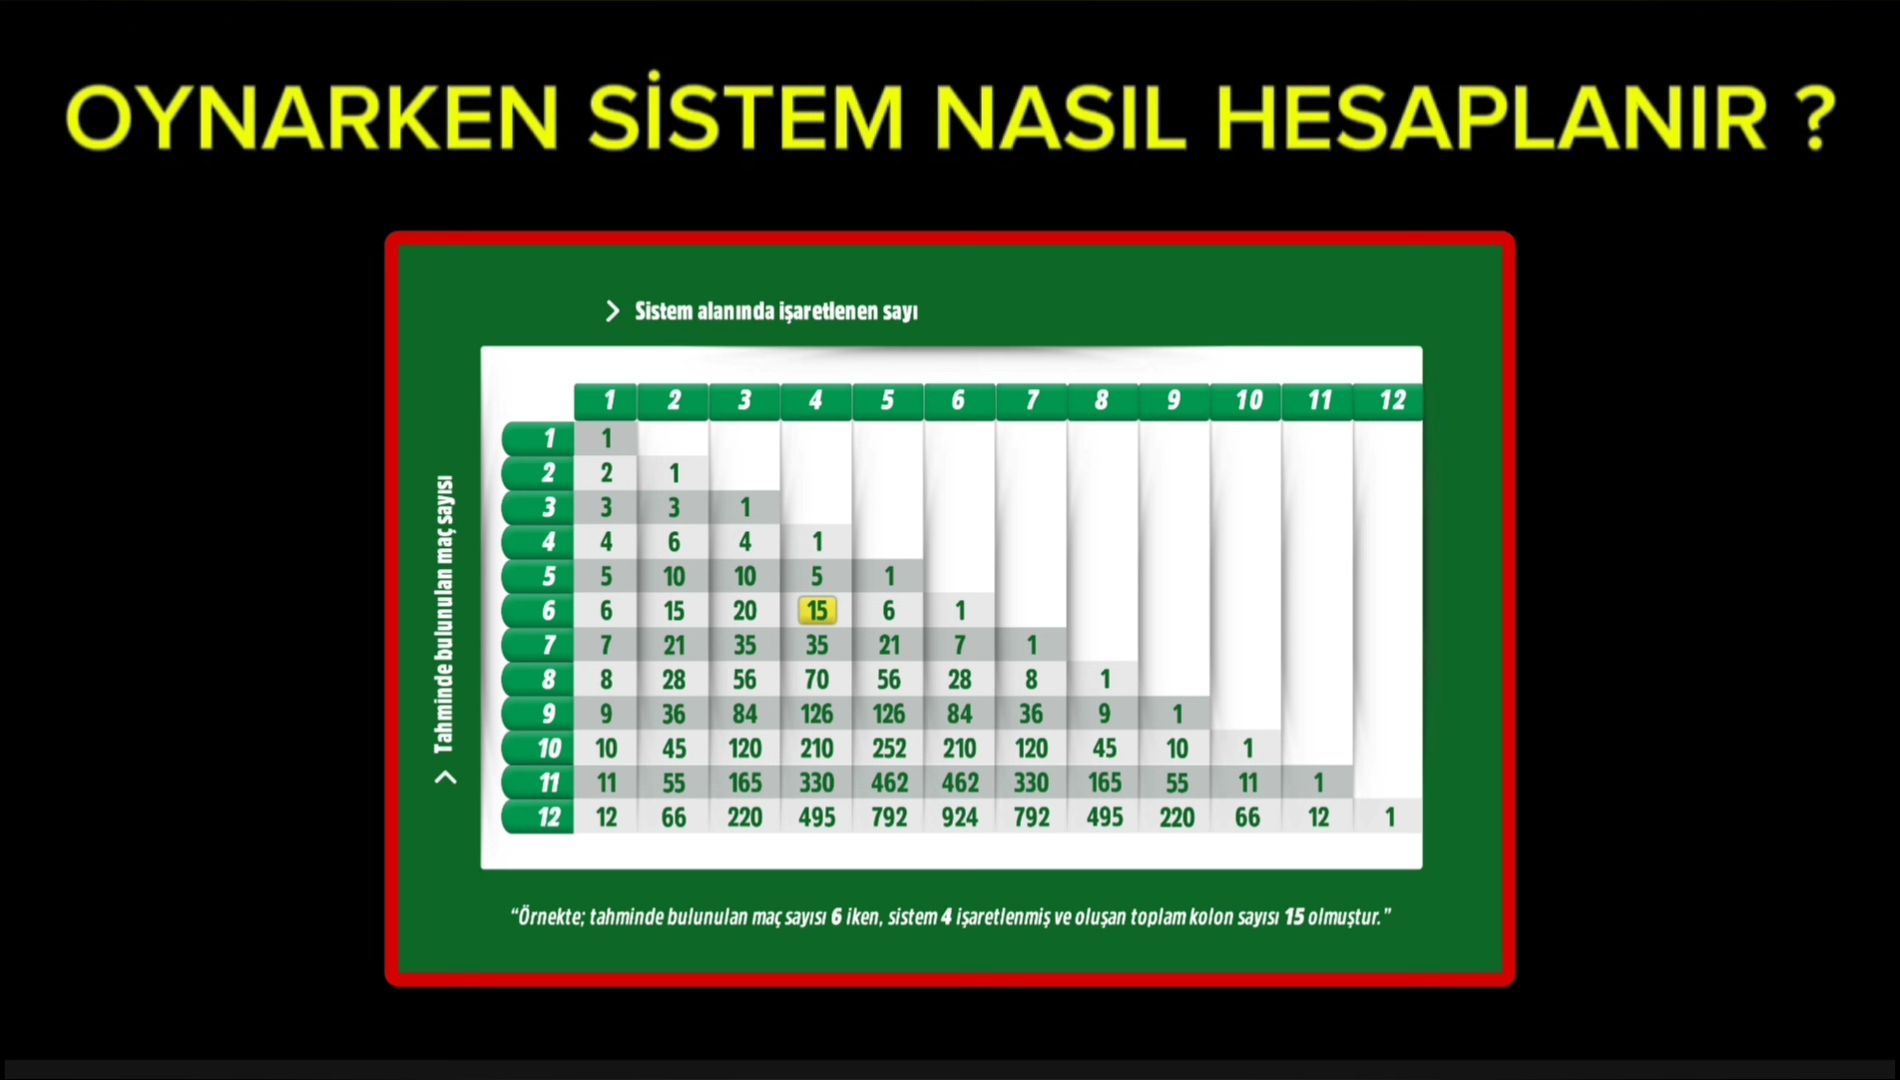 OYNARKEN SİSTEM NASIL HESAPLANIR ?
Sistem alanında işaretlenen sayı
Tahminde bulunulan maç sayısı
1 2 3 4 5 6 7 8 9 10 11 12
1 1
2 2 1
3 3 3 1
4 4 6 4 1
5 5 10 10 5 1
6 6 15 20 15 6 1
7 7 21 35 35 21 7 1
8 8 28 56 70 56 28 8 1
9 9 36 84 126 126 84 36 9 1
10 10 45 120 210 252 210 120 45 10 1
11 11 55 165 330 462 462 330 165 55 11 1
12 12 66 220 495 792 924 792 495 220 66 12 1
“Örnekte; tahminde bulunulan maç sayısı 6 iken, sistem 4 işaretlenmiş ve oluşan toplam kolon sayısı 15 olmuştur.”